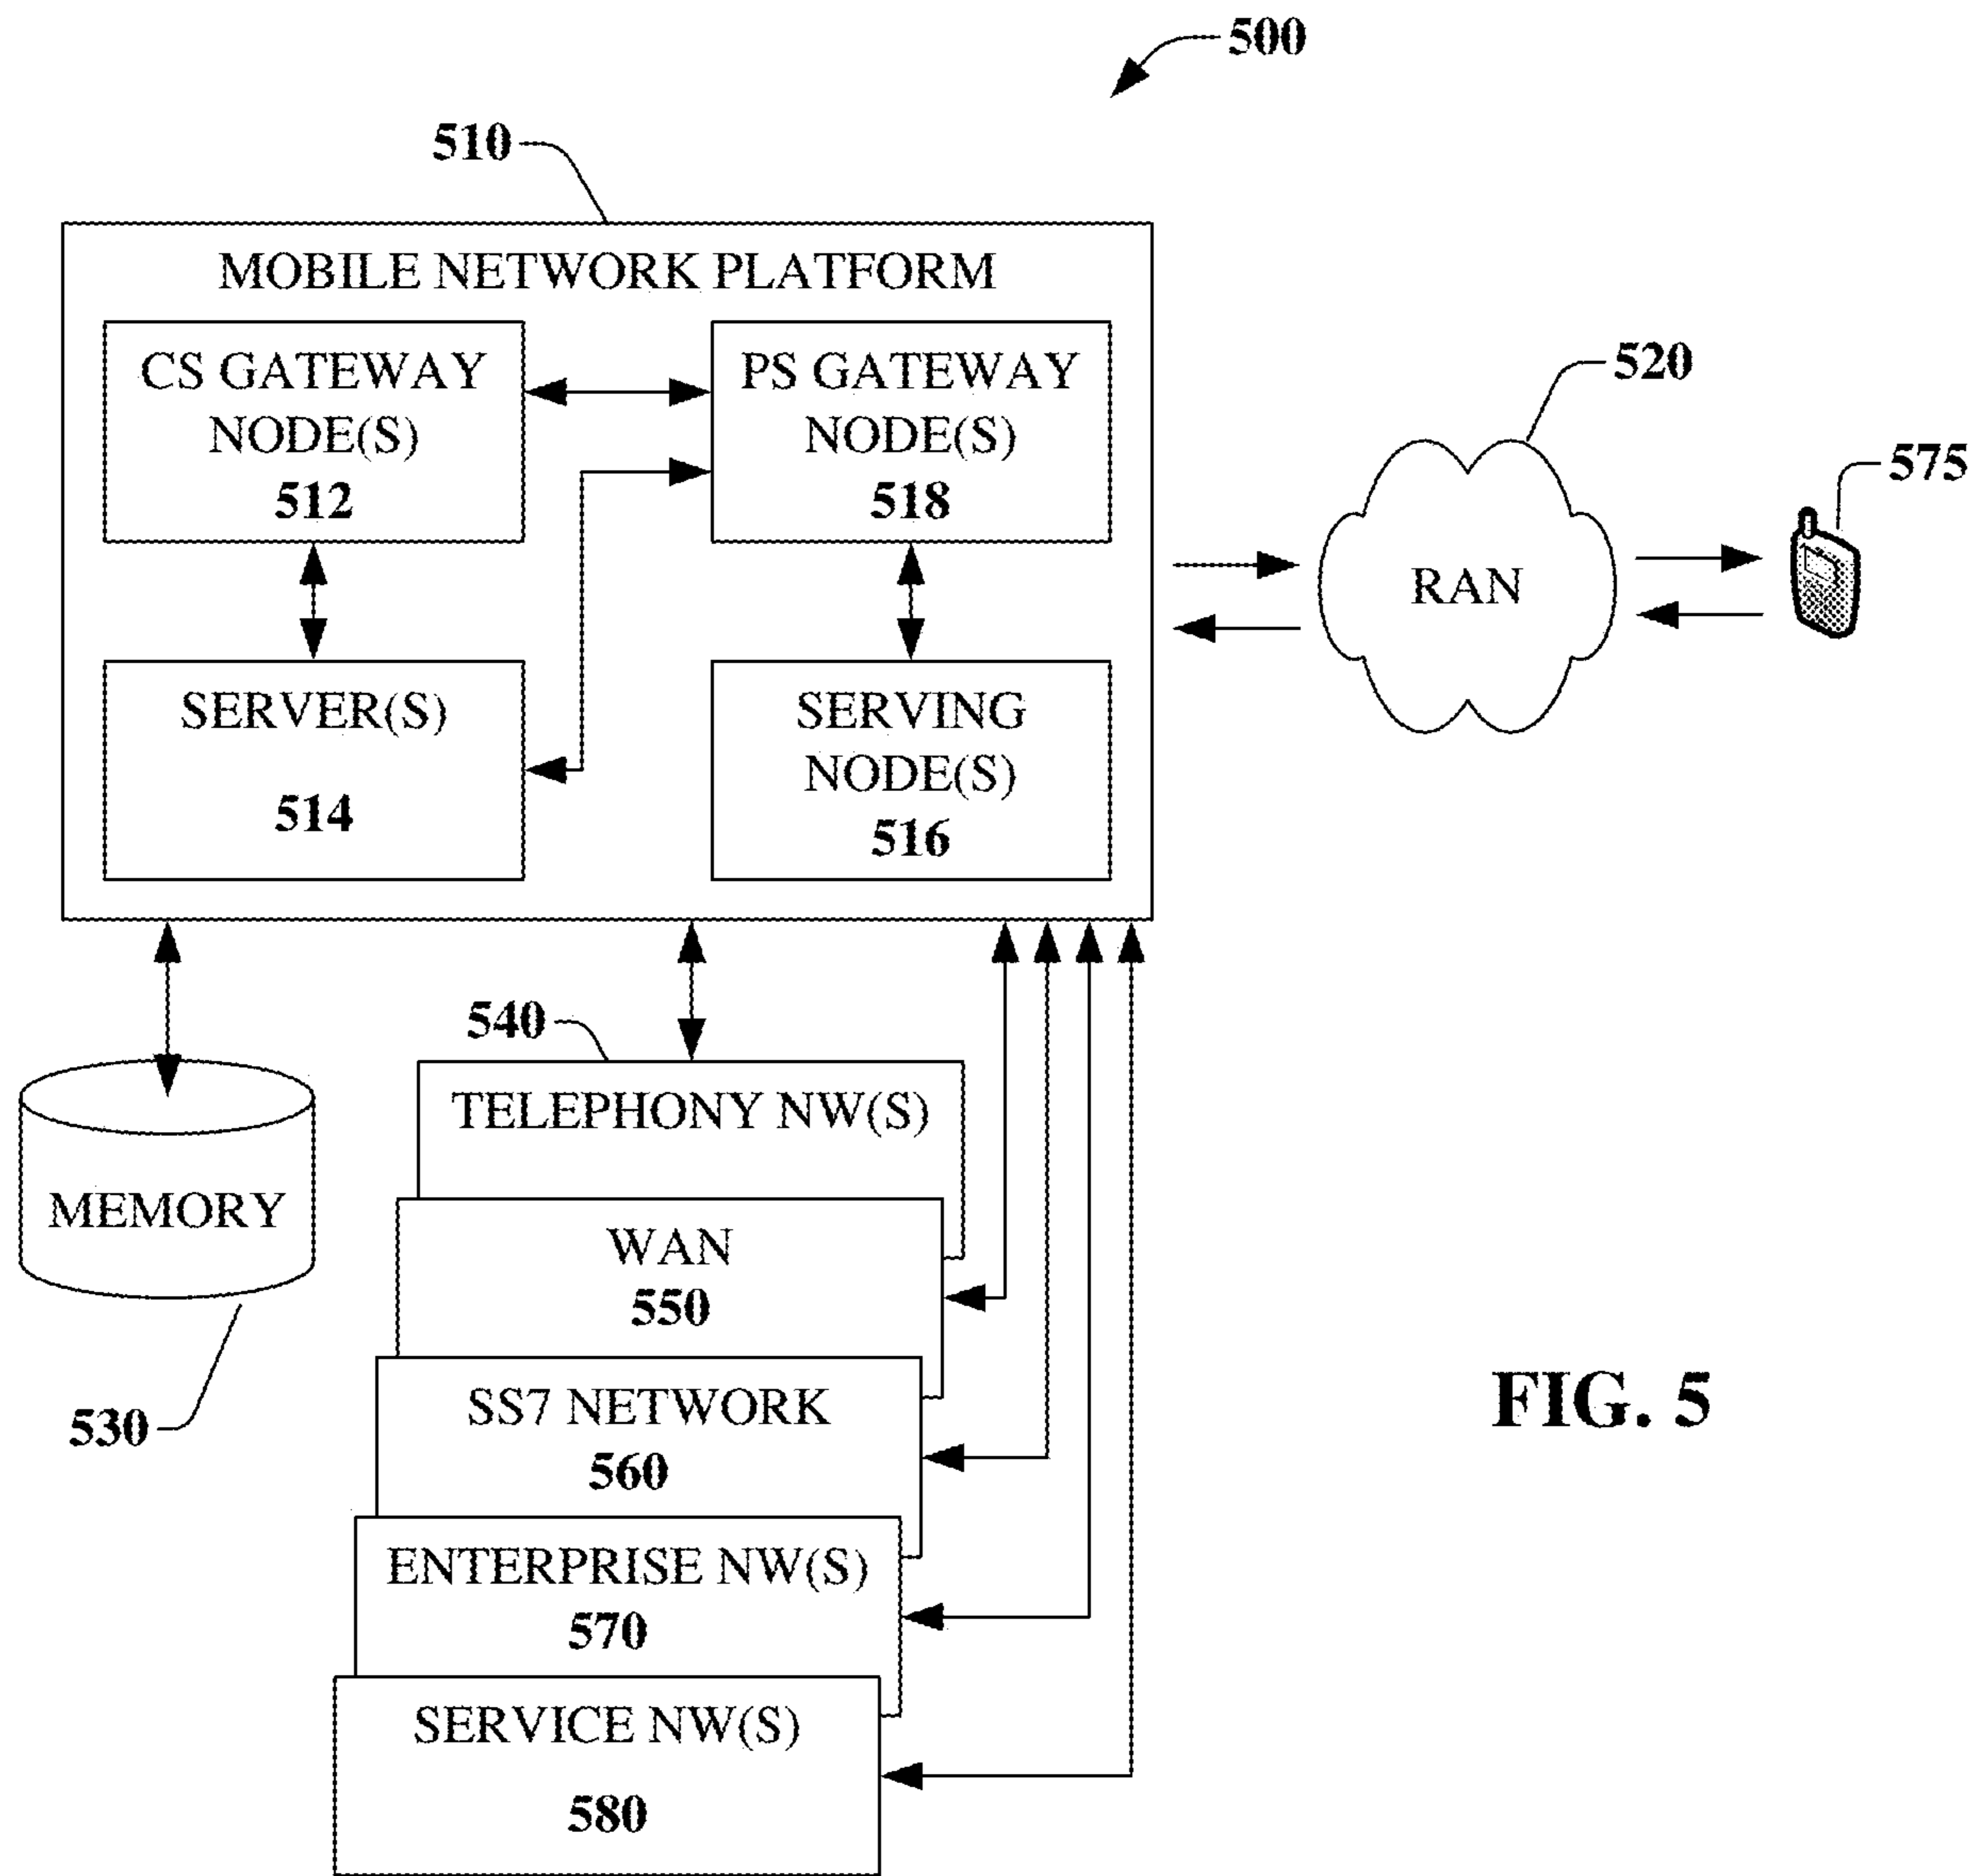 500
510
MOBILE NETWORK PLATFORM
CS GATEWAY
NODE(S)
512
PS GATEWAY
NODE(S)
518
SERVER(S)
514
SERVING
NODE(S)
516
520
RAN
575
540
TELEPHONY NW(S)
MEMORY
530
WAN
550
SS7 NETWORK
560
ENTERPRISE NW(S)
570
SERVICE NW(S)
580
FIG. 5